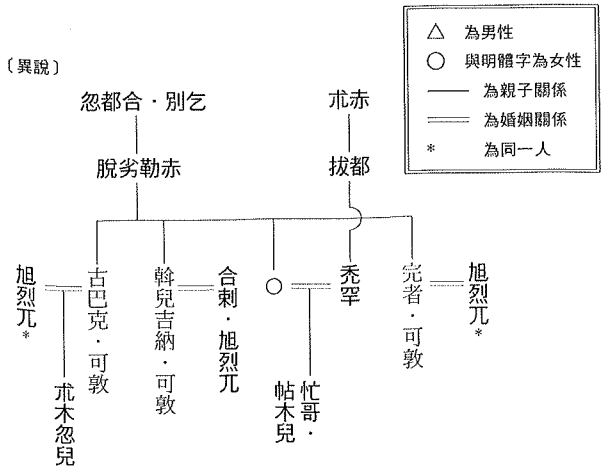 〔異說〕
△ 為男性
○ 與明體字為女性
為親子關係
為婚姻關係
* 為同一人
忽都合·別乞
朮赤
脫劣勒赤
拔都
旭烈兀*
古巴克·可敦
斡兒吉納·可敦
合剌·旭烈兀
禿罕
完者·可敦
旭烈兀*
朮木忽兒
忙哥·
帖木兒